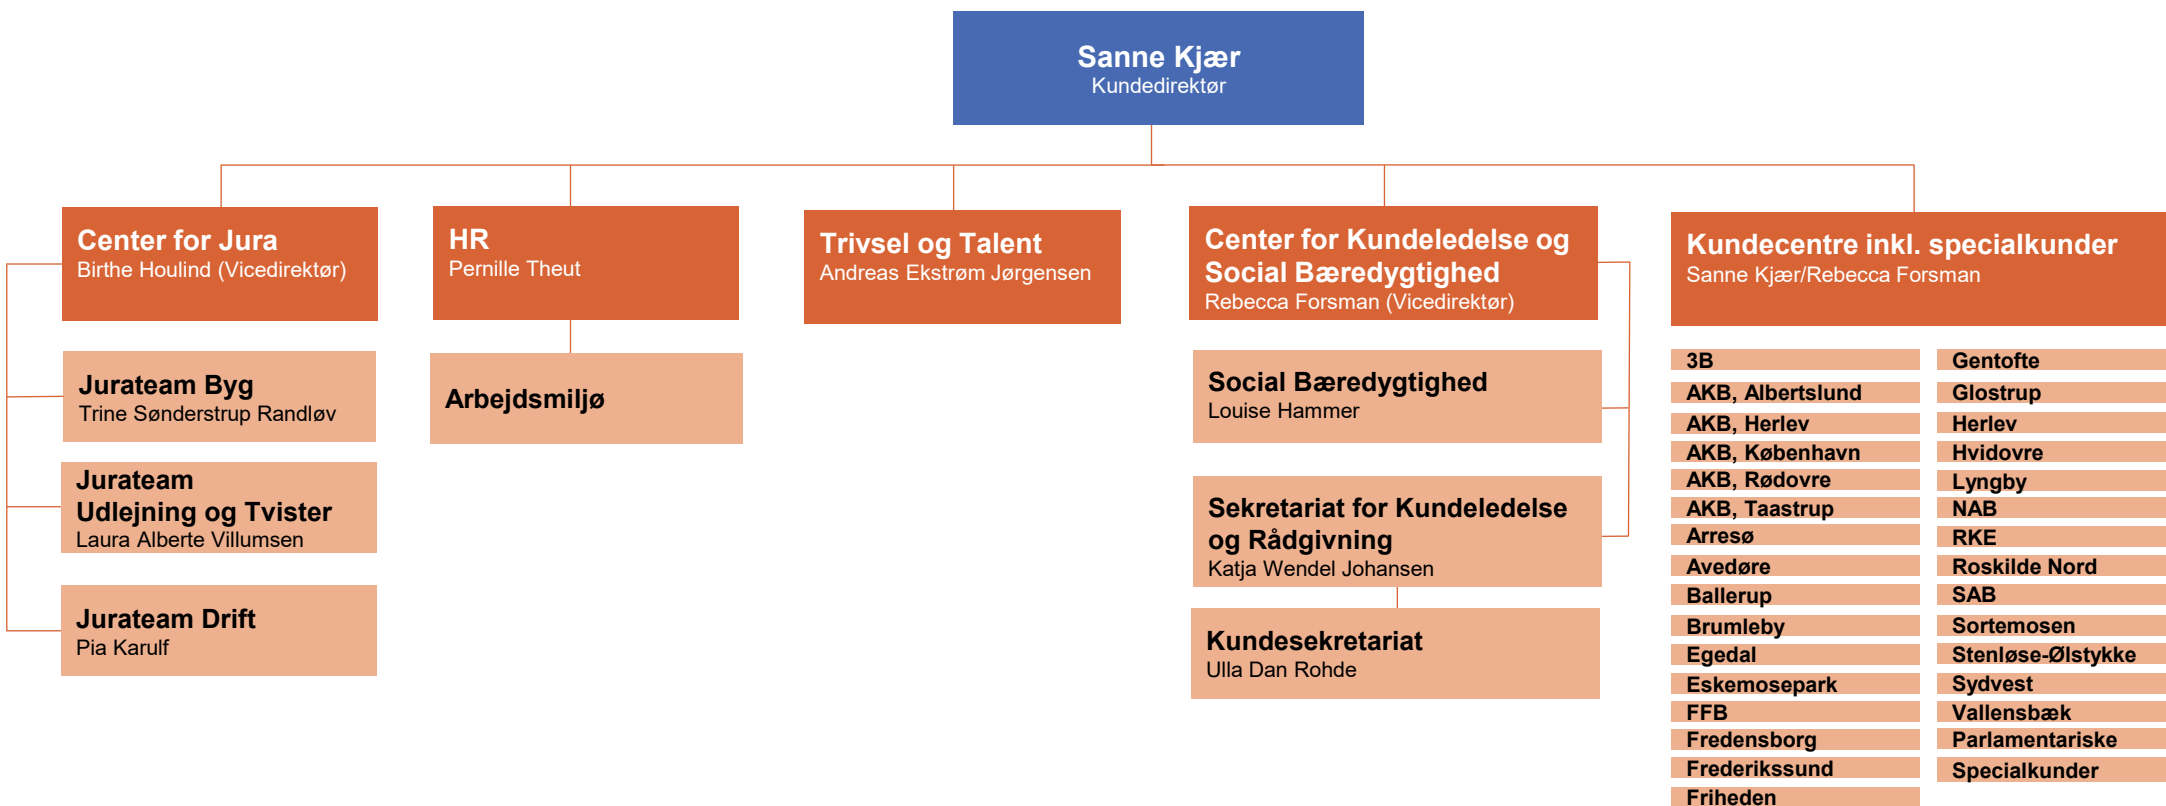 Sanne Kjær
Kundedirektør
Center for Jura
Birthe Houlind (Vicedirektør)
Jurateam Byg
Trine Sønderstrup Randløv
Jurateam
Udlejning og Tvister
Laura Alberte Villumsen
Jurateam Drift
Pia Karulf
HR
Pernille Theut
Arbejdsmiljø
Trivsel og Talent
Andreas Ekstrøm Jørgensen
Center for Kundeledelse og
Social Bæredygtighed
Rebecca Forsman (Vicedirektør)
Social Bæredygtighed
Louise Hammer
Sekretariat for Kundeledelse
og Rådgivning
Katja Wendel Johansen
Kundesekretariat
Ulla Dan Rohde
Kundecentre inkl. specialkunder
Sanne Kjær/Rebecca Forsman
3B
AKB, Albertslund
AKB, Herlev
AKB, København
AKB, Rødovre
AKB, Taastrup
Arresø
Avedøre
Ballerup
Brumleby
Egedal
Eskemosepark
FFB
Fredensborg
Frederikssund
Friheden
Gentofte
Glostrup
Herlev
Hvidovre
Lyngby
NAB
RKE
Roskilde Nord
SAB
Sortemosen
Stenløse-Ølstykke
Sydvest
Vallensbæk
Parlamentariske
Specialkunder